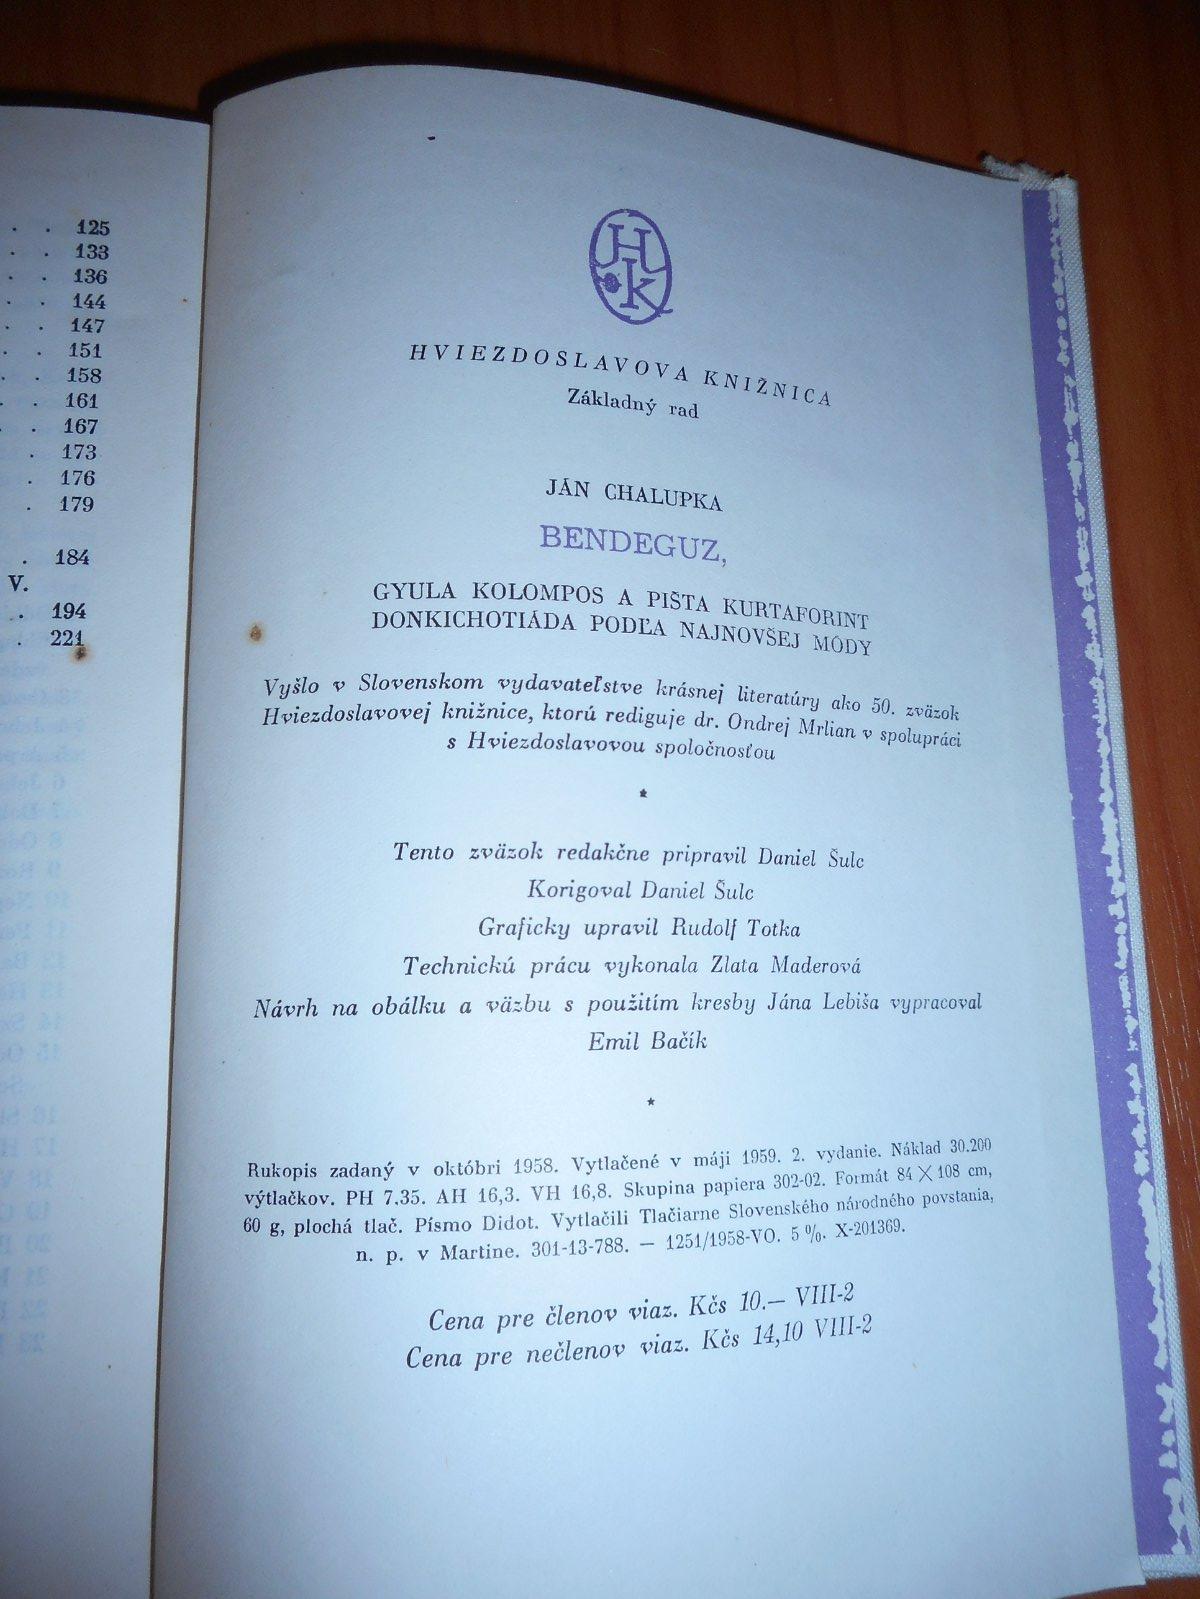 . . 125
. . 133
. . 136
. . 144
. . 147
. . 151
. . 158
. . 161
. . 167
. 173
. 176
. 179
. 184
V.
. 194
. 221
HK
HVIEZDOSLAVOVA KNIŽNICA
Základný rad
JÁN CHALUPKA
BENDEGUZ,
GYULA KOLOMPOS A PIŠTA KURTAFORINT
DONKICHOTIÁDA PODĽA NAJNOVŠEJ MÓDY
Vyšlo v Slovenskom vydavateľstve krásnej literatúry ako 50. zväzok
Hviezdoslavovej knižnice, ktorú rediguje dr. Ondrej Mrlian v spolupráci
s Hviezdoslavovou spoločnosťou
*
Tento zväzok redakčne pripravil Daniel Šulc
Korigoval Daniel Šulc
Graficky upravil Rudolf Totka
Technickú prácu vykonala Zlata Maderová
Návrh na obálku a väzbu s použitím kresby Jána Lebiša vypracoval
Emil Bačík
*
Rukopis zadaný v októbri 1958. Vytlačené v máji 1959. 2. vydanie. Náklad 30.200
výtlačkov. PH 7,35. AH 16,3. VH 16,8. Skupina papiera 302-02. Formát 84 × 108 cm,
60 g, plochá tlač. Písmo Didot. Vytlačili Tlačiarne Slovenského národného povstania,
n. p. v Martine. 301-13-788. — 1251/1958-VO. 5 %. X-201369.
Cena pre členov viaz. Kčs 10.— VIII-2
Cena pre nečlenov viaz. Kčs 14,10 VIII-2